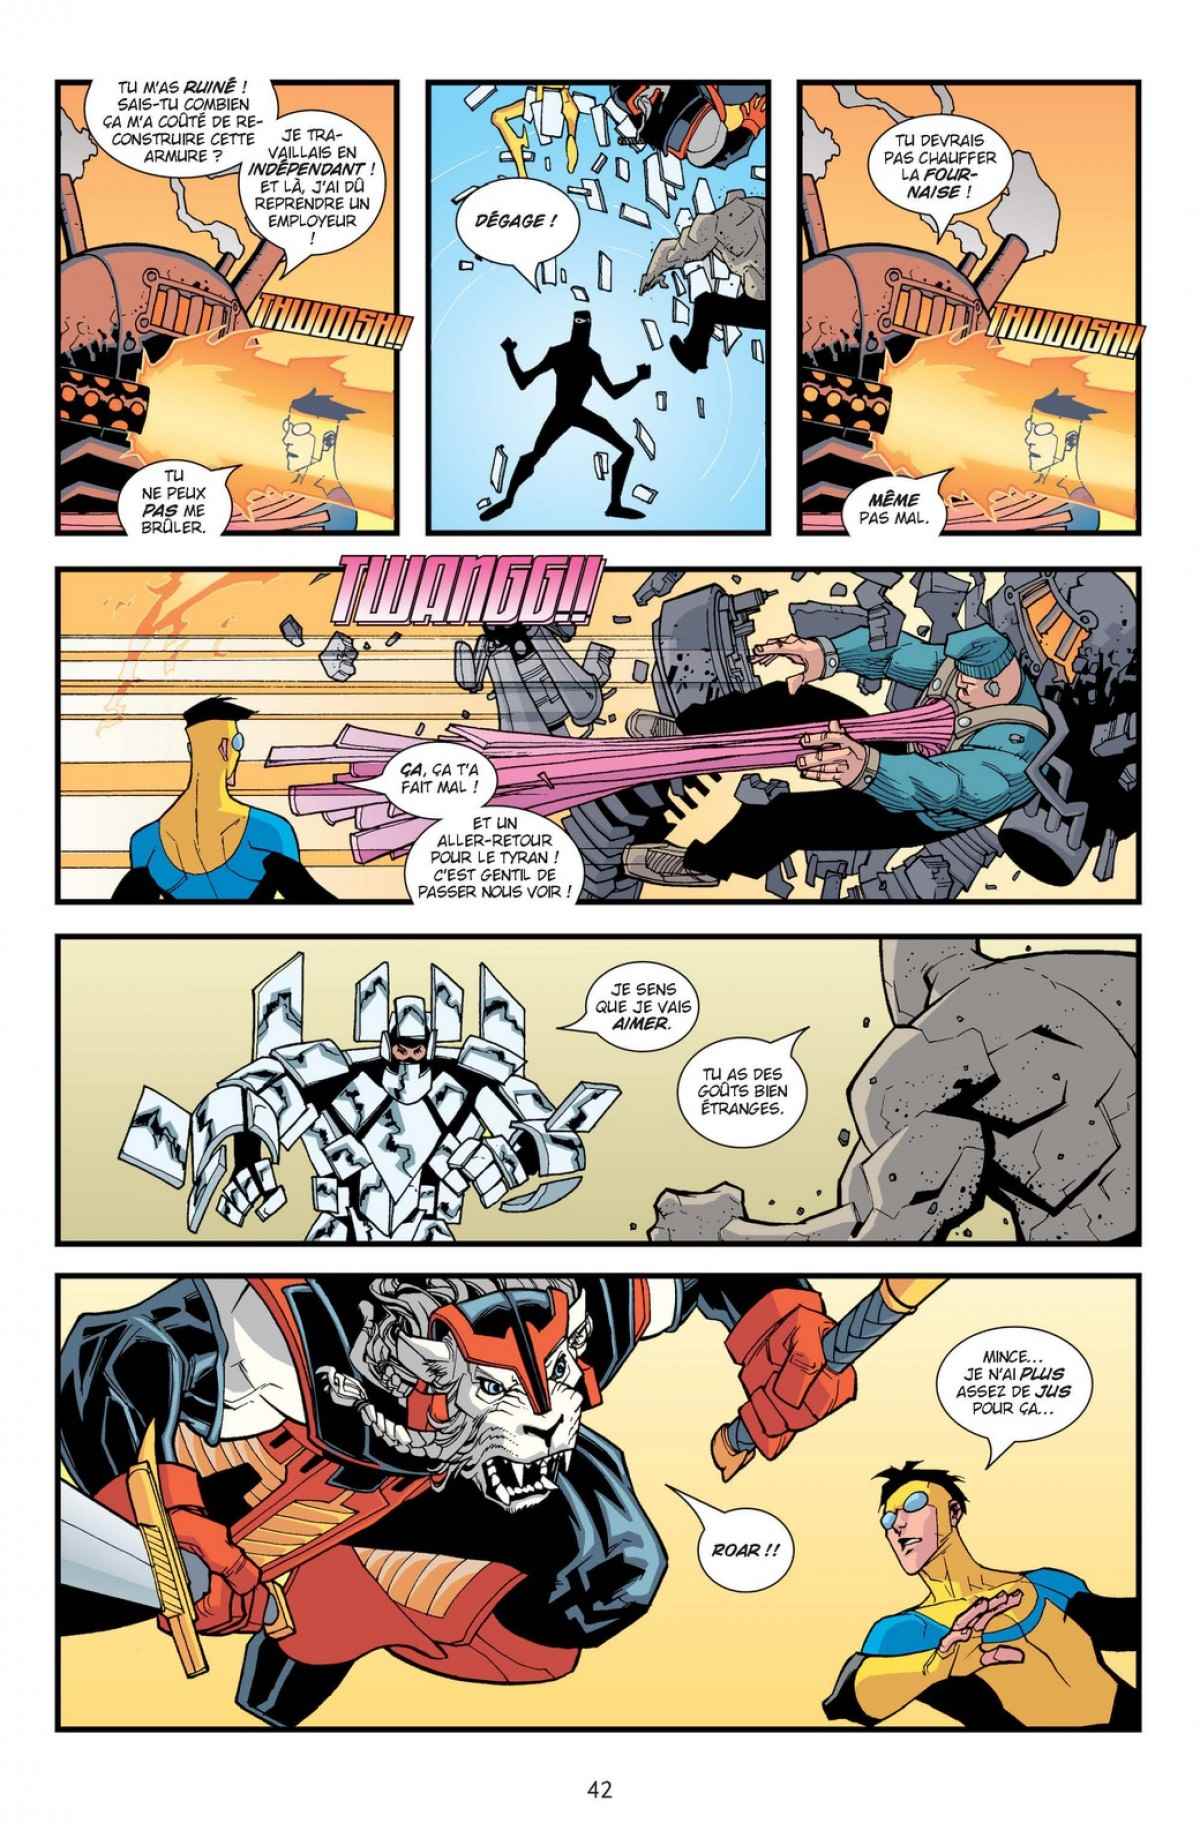 TU M'AS RUINÉ !
SAIS-TU COMBIEN
ÇA M'A COÛTÉ DE RE-
CONSTRUIRE CETTE
ARMURE ?
JE TRA-
VAILLAIS EN
INDÉPENDANT !
ET LÀ, J'AI DÛ
REPRENDRE UN
EMPLOYEUR
!
THWOOSH!!
TU
NE PEUX
PAS ME
BRÛLER.
DÉGAGE !
TU DEVRAIS
PAS CHAUFFER
LA FOUR-
NAISE !
THWOOSH!!
MÊME
PAS MAL.
TWANGG!!
ÇA, ÇA T'A
FAIT MAL !
ET UN
ALLER-RETOUR
POUR LE TYRAN !
C'EST GENTIL DE
PASSER NOUS VOIR !
JE SENS
QUE JE VAIS
AIMER.
TU AS DES
GOÛTS BIEN
ÉTRANGES.
MINCE...
JE N'AI PLUS
ASSEZ DE JUS
POUR ÇA...
ROAR !!
42